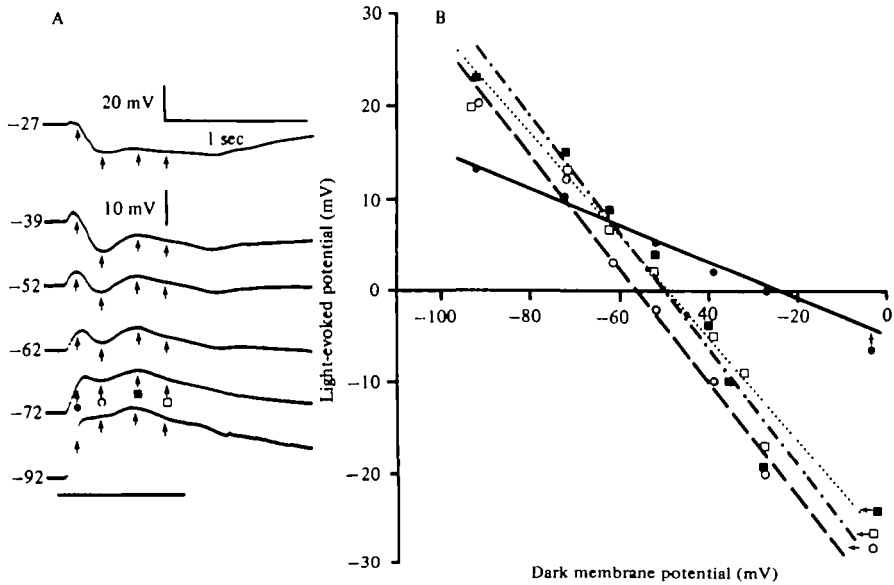 A
20 mV
−27
1 sec
−39
10 mV
−52
−62
−72
−92
B
30
20
10
0
−10
−20
−30
−100
−80
−60
−40
−20
0
Light-evoked potential (mV)
Dark membrane potential (mV)